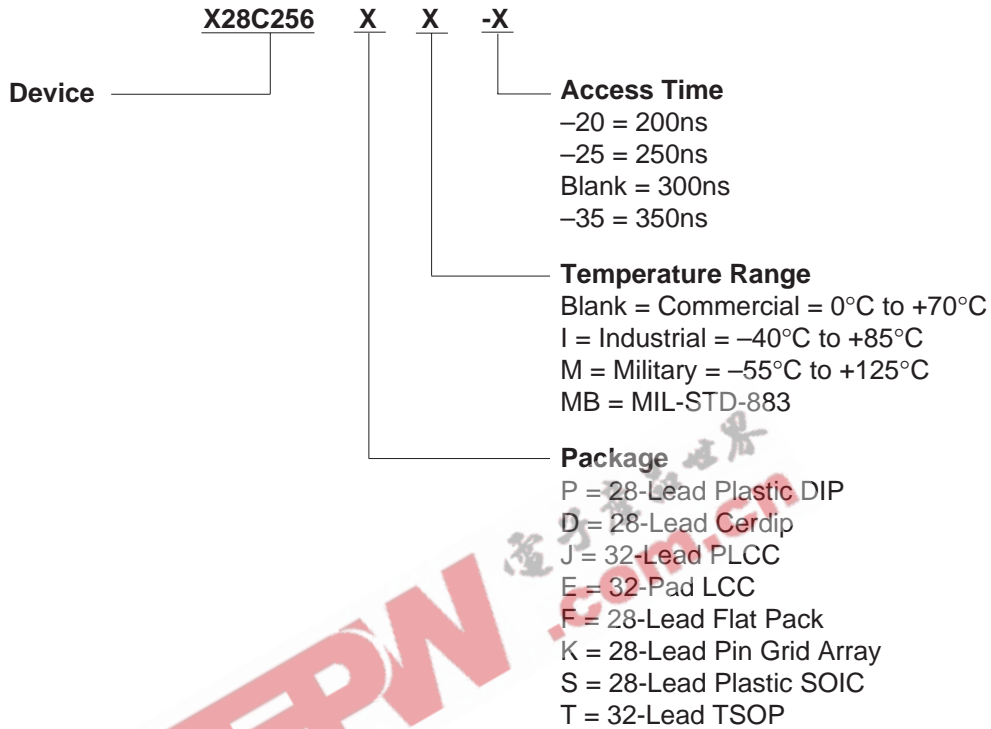 X28C256 X X -X
Device
Access Time
–20 = 200ns
–25 = 250ns
Blank = 300ns
–35 = 350ns
Temperature Range
Blank = Commercial = 0°C to +70°C
I = Industrial = –40°C to +85°C
M = Military = –55°C to +125°C
MB = MIL-STD-883
Package
P = 28-Lead Plastic DIP
D = 28-Lead Cerdip
J = 32-Lead PLCC
E = 32-Pad LCC
F = 28-Lead Flat Pack
K = 28-Lead Pin Grid Array
S = 28-Lead Plastic SOIC
T = 32-Lead TSOP
.com.cn